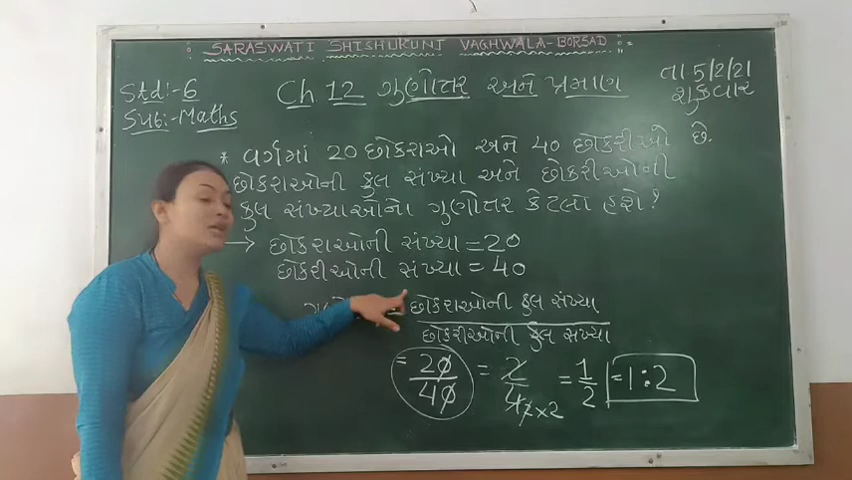 SARASWATI SHISHUKUNJ VAGHWALA-BORSAD
Std:-6
Sub:-Maths
Ch 12 ગુણોત્તર અને પ્રમાણ
તા 5/2/21
શુક્રવાર
* વર્ગમાં 20 છોકરાઓ અને 40 છોકરીઓ છે.
છોકરાઓની કુલ સંખ્યા અને છોકરીઓની
કુલ સંખ્યાઓનો ગુણોત્તર કેટલો હશે?
→ છોકરાઓની સંખ્યા = 20
છોકરીઓની સંખ્યા = 40
= છોકરાઓની કુલ સંખ્યા
છોકરીઓની કુલ સંખ્યા
= 20/40 = 2/2×2 = 1/2 = 1:2